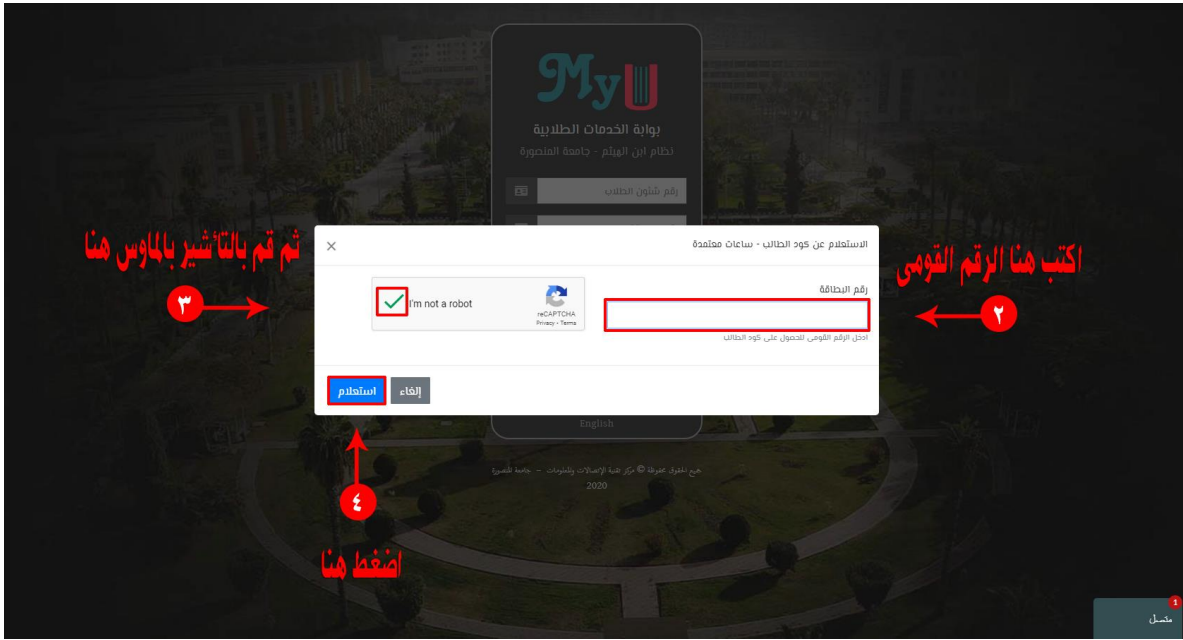 MyU
بوابة الخدمات الطلابية
نظام ابن الهيثم - جامعة المنصورة
رقم شئون الطلاب
الاستعلام عن كود الطالب - ساعات معتمدة
×
رقم البطاقة
ادخل الرقم القومى للحصول على كود الطالب
I'm not a robot
reCAPTCHA
Privacy - Terms
إلغاء
استعلام
اكتب هنا الرقم القومى
٢
ثم قم بالتأشير بالماوس هنا
٣
٤
اضغط هنا
English
جميع الحقوق محفوظة © مركز تقنية الإتصالات والمعلومات - جامعة المنصورة
2020
1
متصل